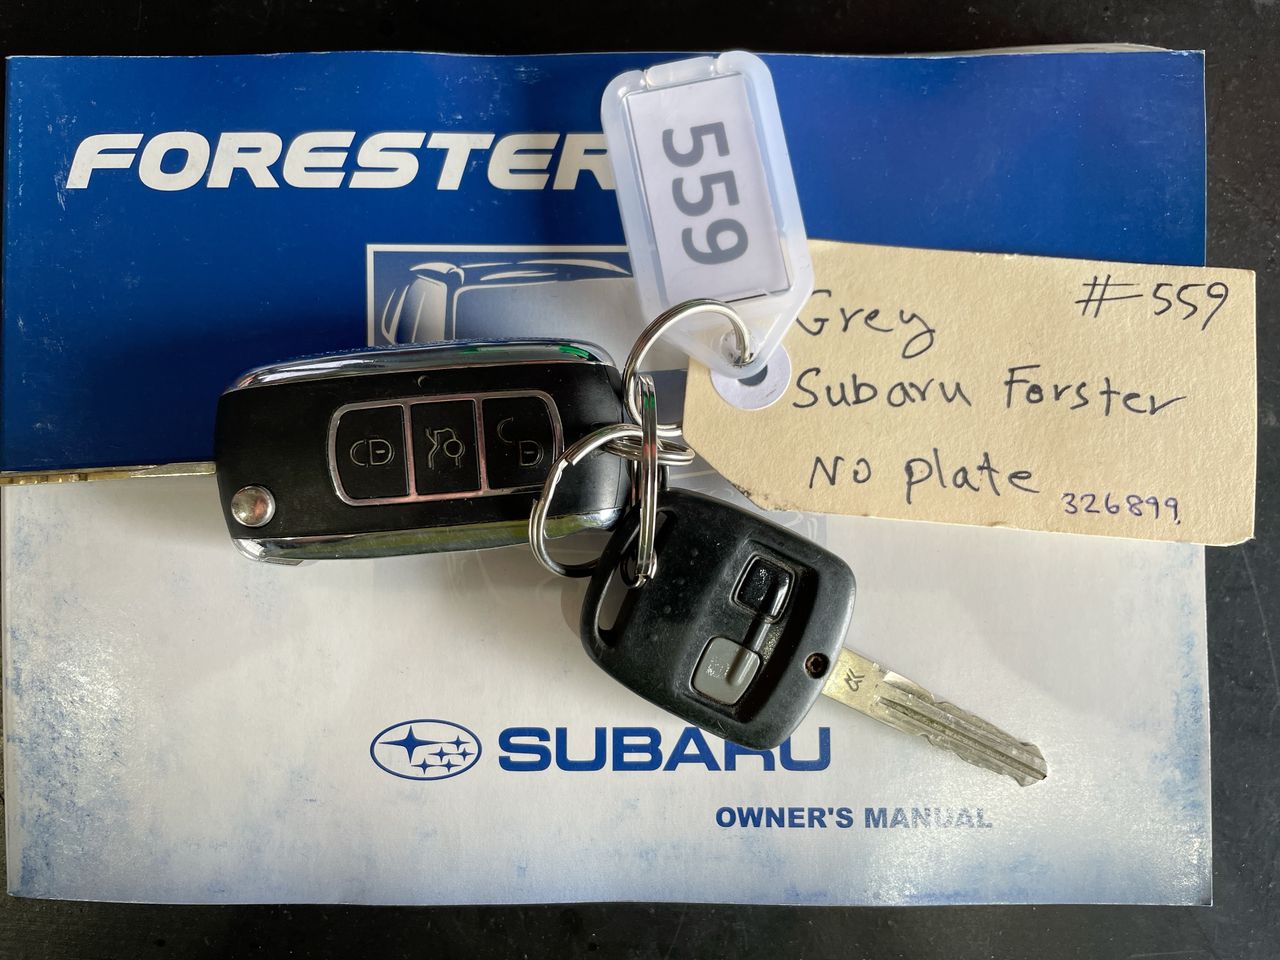 FORESTER
559
#559
Grey
Subaru Forster
No plate
326899
SUBARU
OWNER'S MANUAL